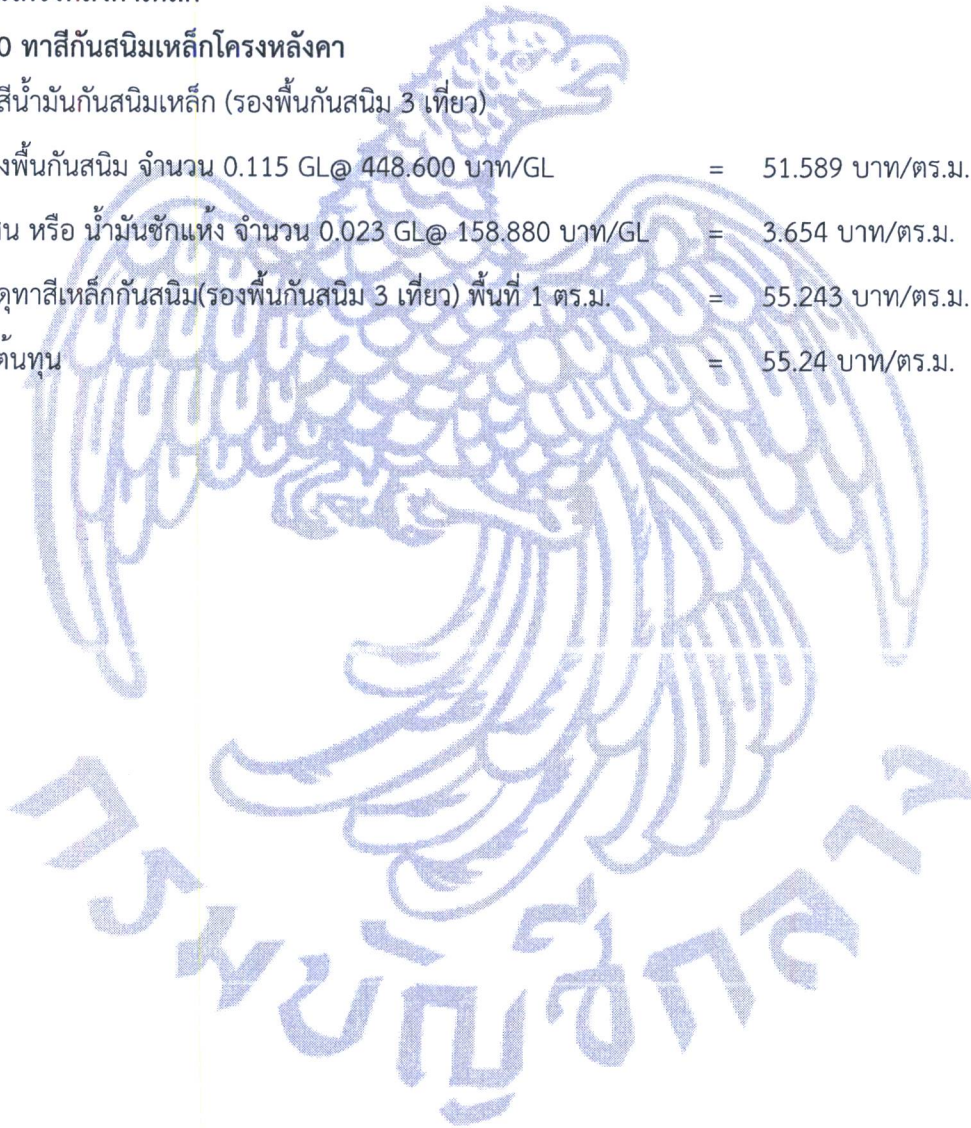 0 ทาสีกันสนิมเหล็กโครงหลังคา
สีน้ำมันกันสนิมเหล็ก (รองพื้นกันสนิม 3 เที่ยว)
งพื้นกันสนิม จำนวน 0.115 GL@ 448.600 บาท/GL = 51.589 บาท/ตร.ม.
หรือ น้ำมันซักแห้ง จำนวน 0.023 GL@ 158.880 บาท/GL = 3.654 บาท/ตร.ม.
ดุทาสีเหล็กกันสนิม(รองพื้นกันสนิม 3 เที่ยว) พื้นที่ 1 ตร.ม. = 55.243 บาท/ตร.ม.
ต้นทุน = 55.24 บาท/ตร.ม.
กรมบัญชีกลาง